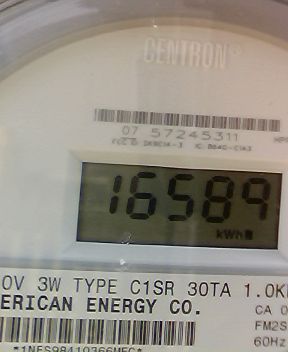 CENTRON®
07 57245311
16589
kWh
0V 3W TYPE C1SR 30TA 1.0K
ERICAN ENERGY CO.
CA 0
FM2S
60Hz